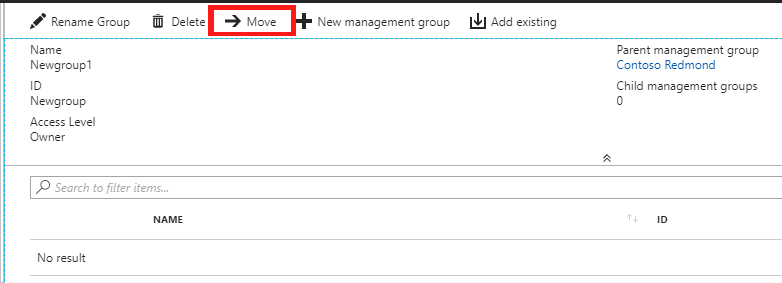 Rename Group Delete Move New management group Add existing
Name
Newgroup1
Parent management group
Contoso Redmond
ID
Newgroup
Child management groups
0
Access Level
Owner
Search to filter items...
NAME ID
No result